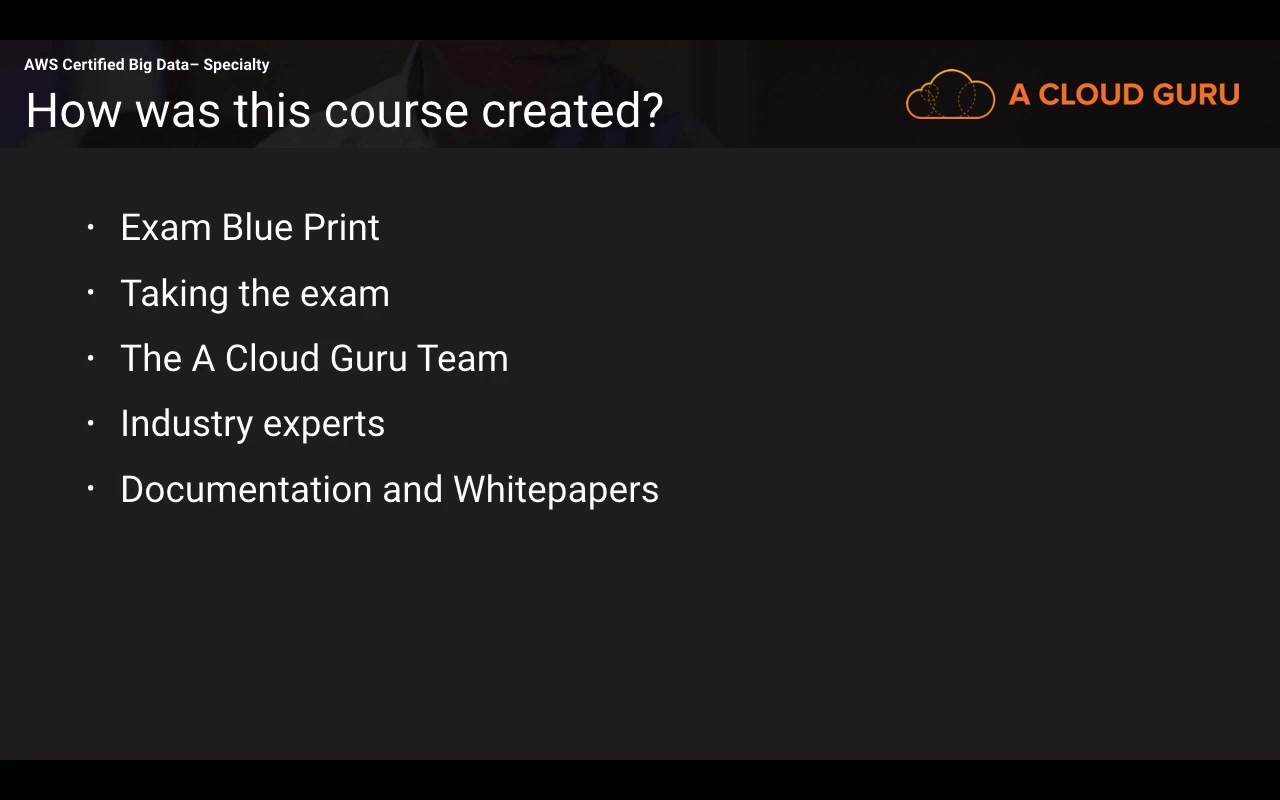 AWS Certified Big Data– Specialty
How was this course created?
A CLOUD GURU
· Exam Blue Print
· Taking the exam
· The A Cloud Guru Team
· Industry experts
· Documentation and Whitepapers